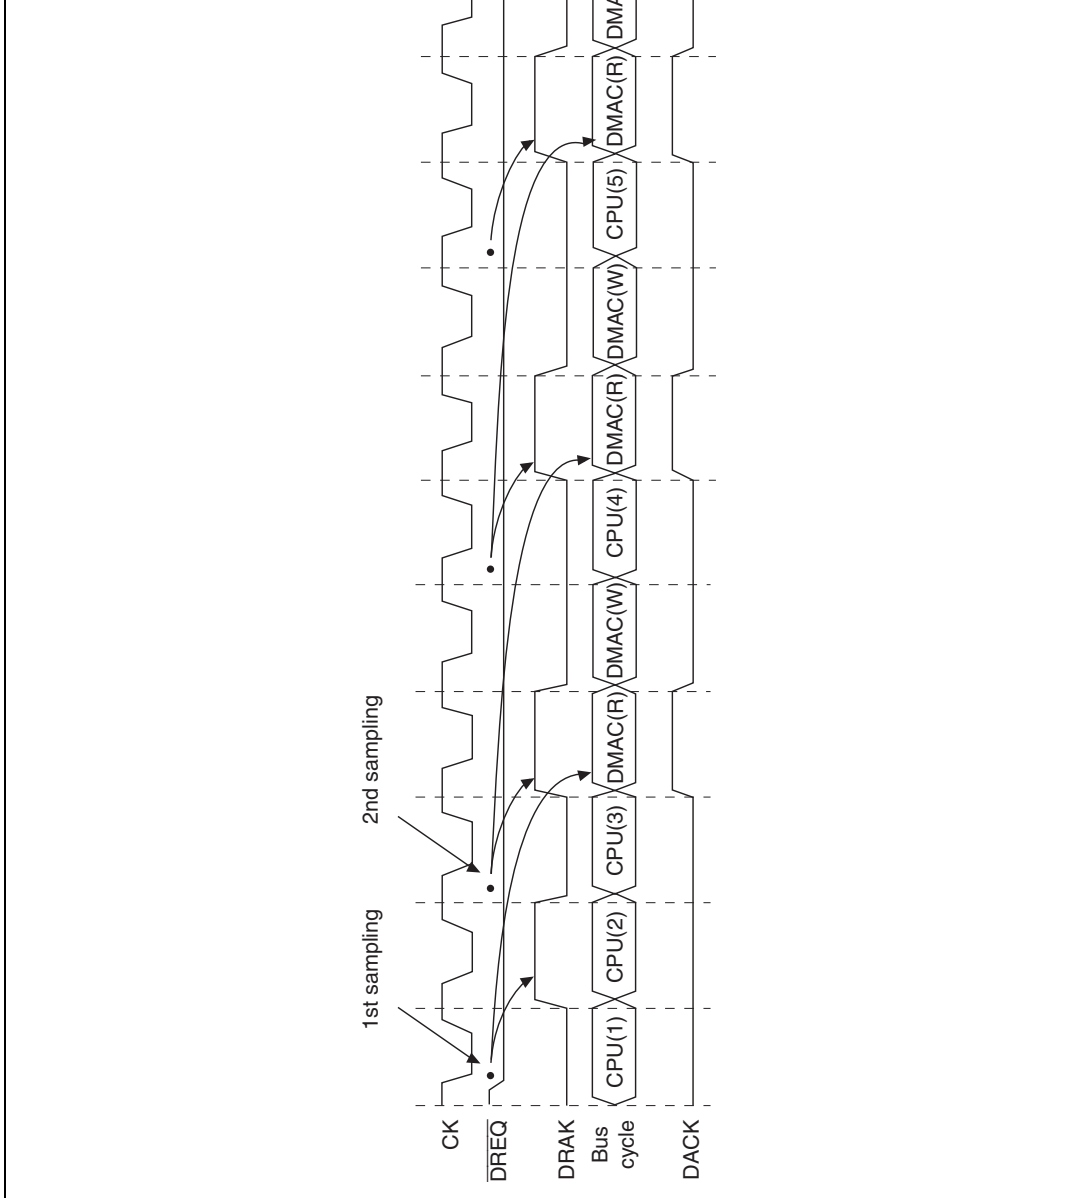 1st sampling
2nd sampling
CK
D̅R̅E̅Q̅
DRAK
Bus
cycle
CPU(1)
CPU(2)
CPU(3)
DMAC(R)
DMAC(W)
CPU(4)
DMAC(R)
DMAC(W)
CPU(5)
DMAC(R)
DMA
DACK